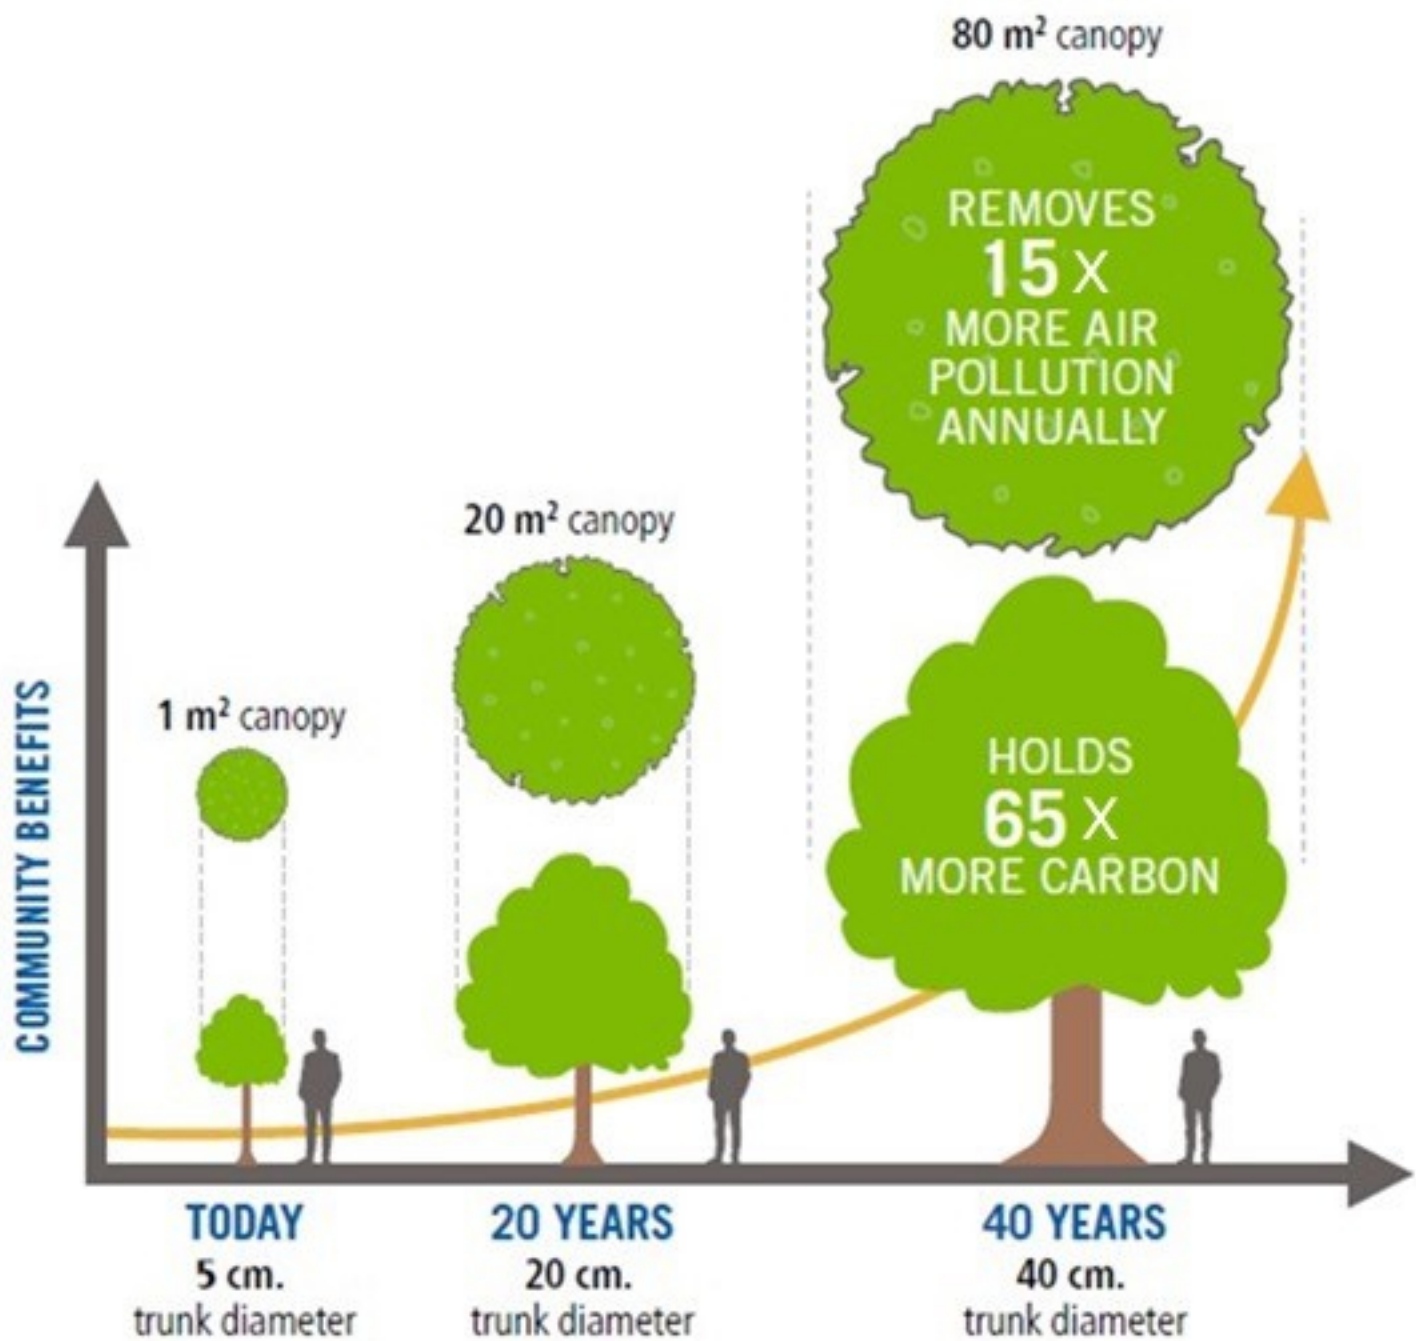 80 m² canopy
REMOVES
15 X
MORE AIR
POLLUTION
ANNUALLY
20 m² canopy
1 m² canopy
HOLDS
65 X
MORE CARBON
COMMUNITY BENEFITS
TODAY
5 cm.
trunk diameter
20 YEARS
20 cm.
trunk diameter
40 YEARS
40 cm.
trunk diameter